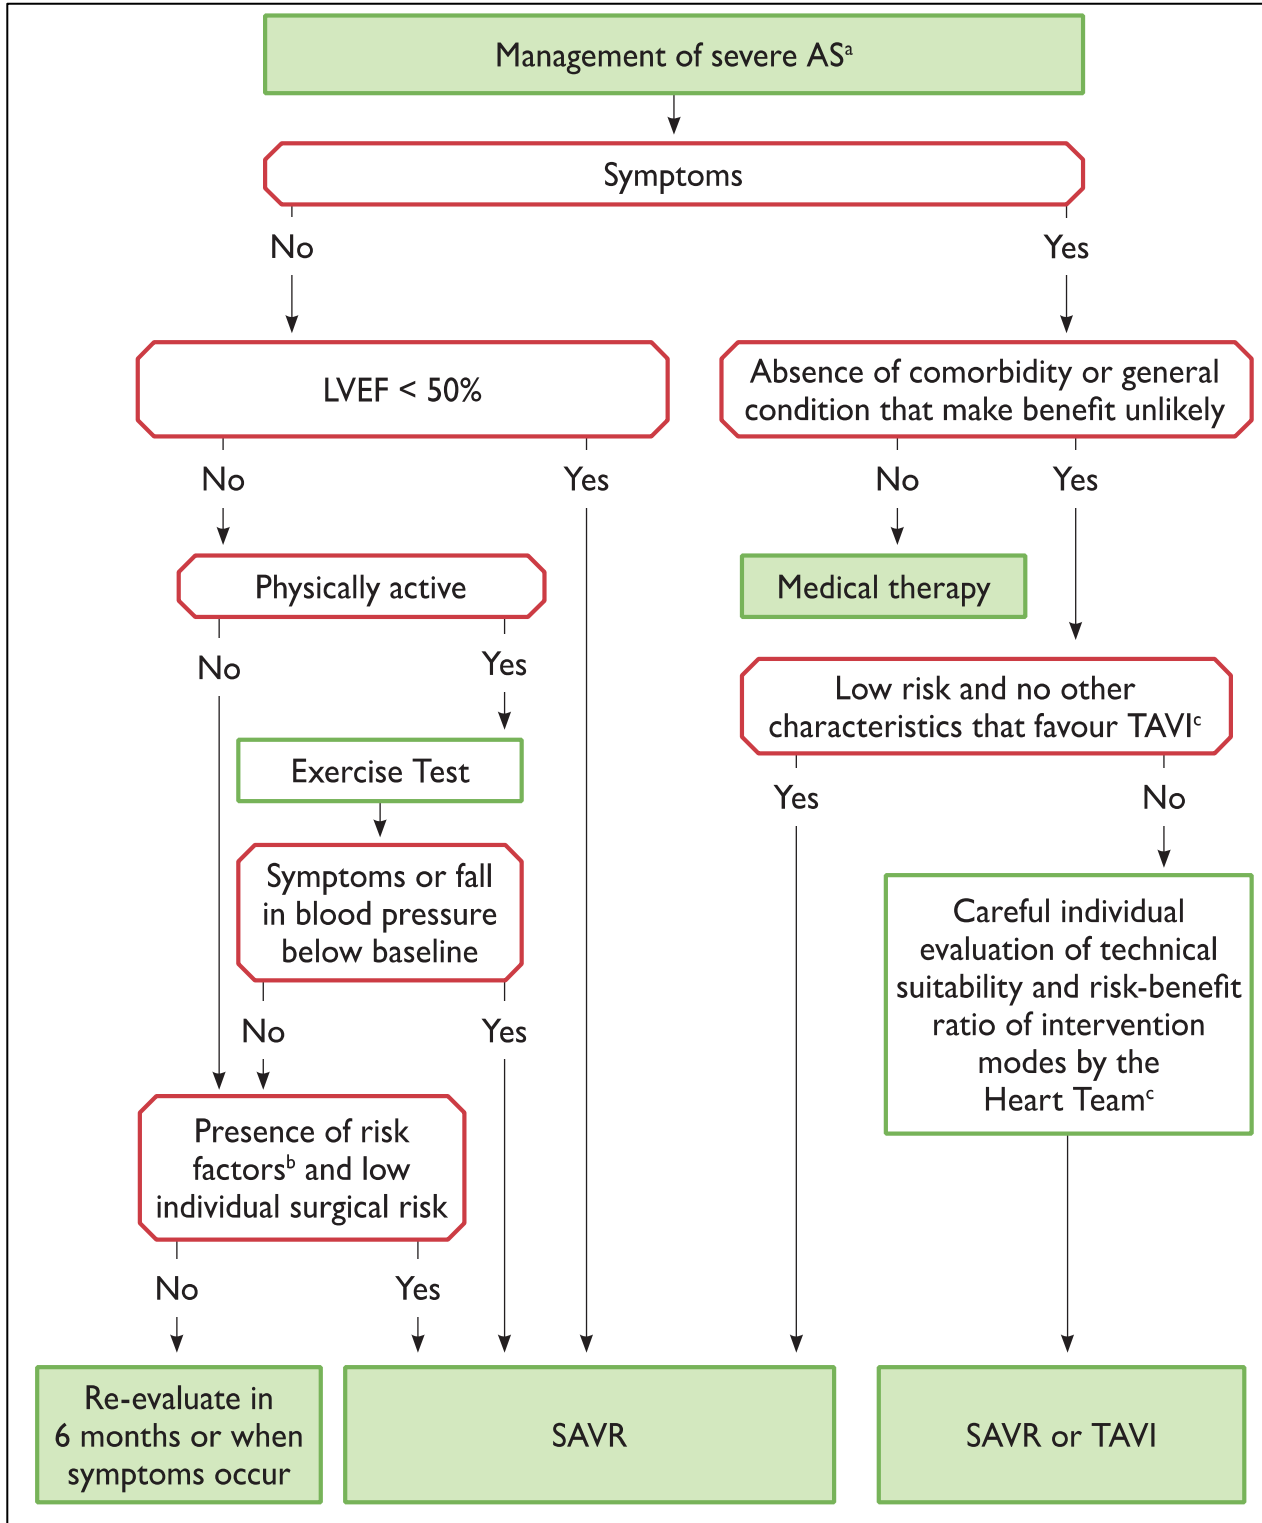 Management of severe ASᵃ
Symptoms
No
Yes
LVEF < 50%
Absence of comorbidity or general
condition that make benefit unlikely
No
Yes
No
Yes
Physically active
Medical therapy
No
Yes
Low risk and no other
characteristics that favour TAVIᶜ
Exercise Test
Yes
No
Symptoms or fall
in blood pressure
below baseline
Careful individual
evaluation of technical
suitability and risk-benefit
ratio of intervention
modes by the
Heart Teamᶜ
No
Yes
Presence of risk
factorsᵇ and low
individual surgical risk
No
Yes
Re-evaluate in
6 months or when
symptoms occur
SAVR
SAVR or TAVI